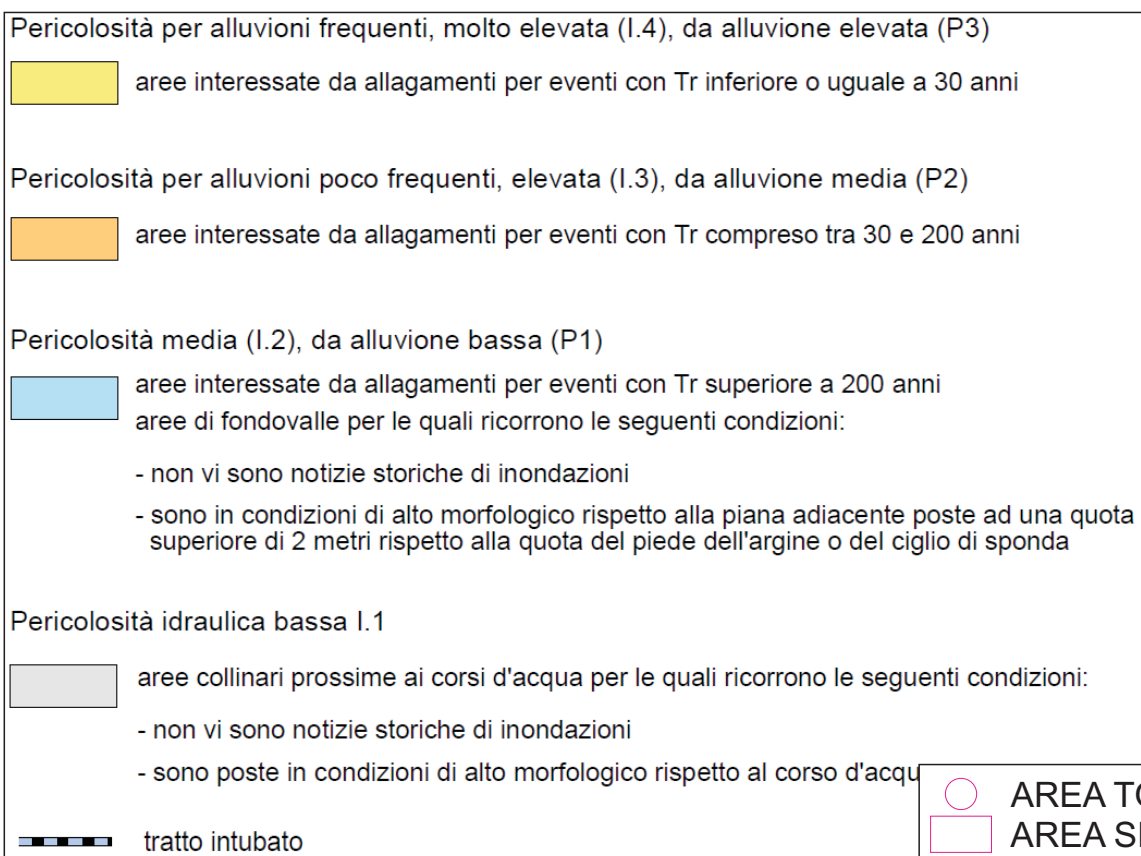 Pericolosità per alluvioni frequenti, molto elevata (I.4), da alluvione elevata (P3)
aree interessate da allagamenti per eventi con Tr inferiore o uguale a 30 anni
Pericolosità per alluvioni poco frequenti, elevata (I.3), da alluvione media (P2)
aree interessate da allagamenti per eventi con Tr compreso tra 30 e 200 anni
Pericolosità media (I.2), da alluvione bassa (P1)
aree interessate da allagamenti per eventi con Tr superiore a 200 anni
aree di fondovalle per le quali ricorrono le seguenti condizioni:
- non vi sono notizie storiche di inondazioni
- sono in condizioni di alto morfologico rispetto alla piana adiacente poste ad una quota
superiore di 2 metri rispetto alla quota del piede dell'argine o del ciglio di sponda
Pericolosità idraulica bassa I.1
aree collinari prossime ai corsi d'acqua per le quali ricorrono le seguenti condizioni:
- non vi sono notizie storiche di inondazioni
- sono poste in condizioni di alto morfologico rispetto al corso
AREA
AREA
tratto intubato